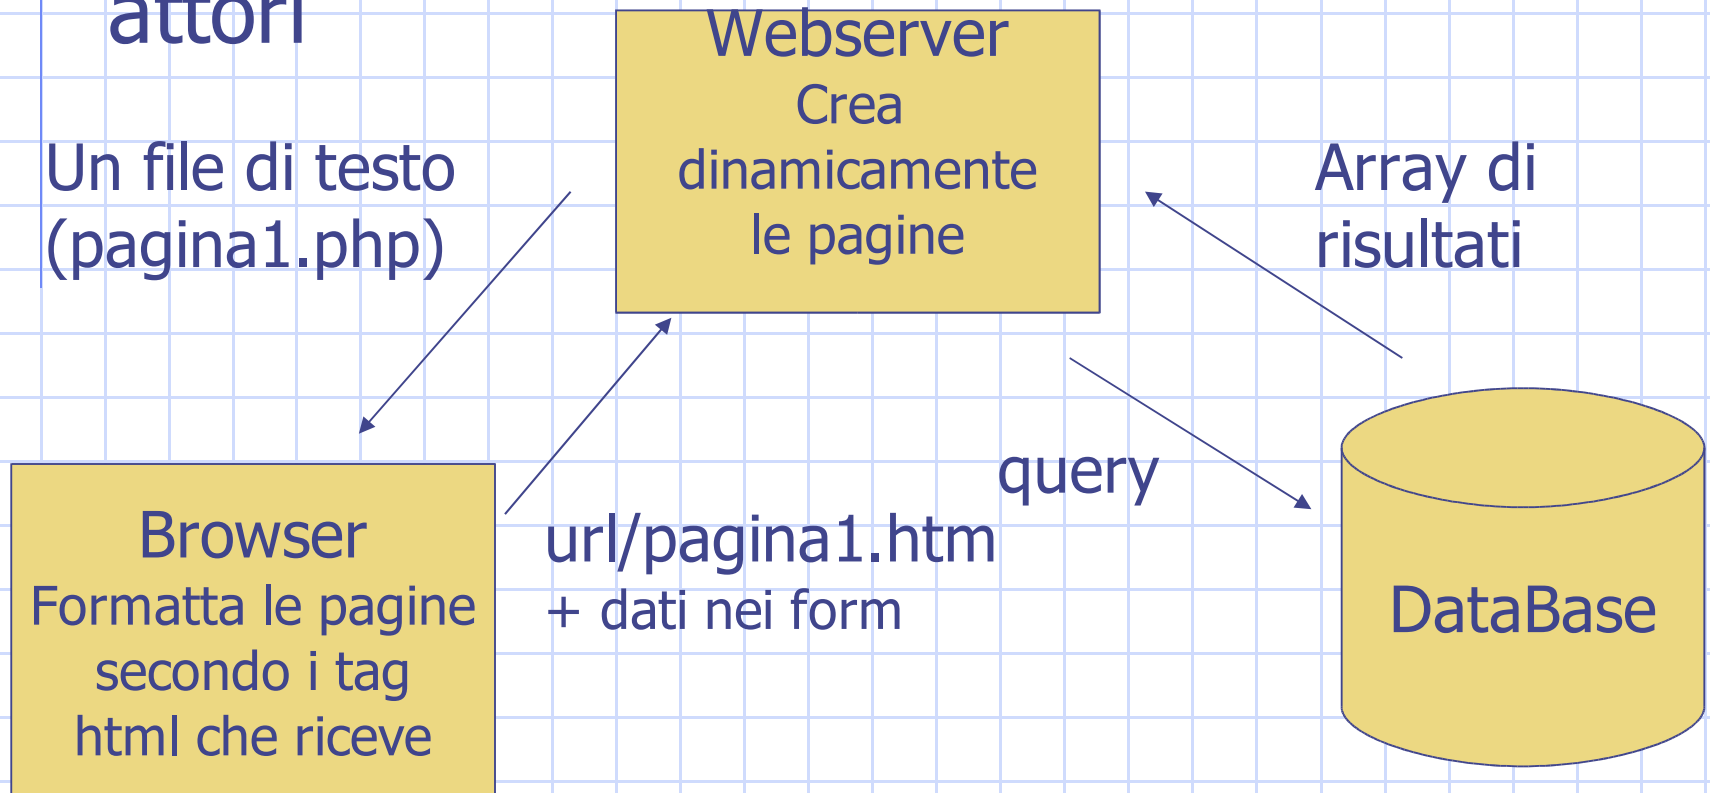 attori
Webserver
Crea
dinamicamente
le pagine
Un file di testo
(pagina1.php)
Array di
risultati
query
url/pagina1.htm
+ dati nei form
Browser
Formatta le pagine
secondo i tag
html che riceve
DataBase